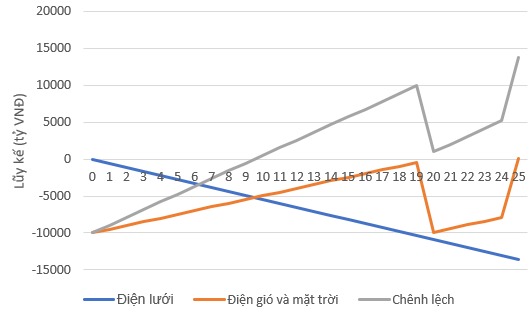 Lũy kế (tỷ VNĐ)
20000
15000
10000
5000
0
-5000
-10000
-15000
0 1 2 3 4 5 6 7 8 9 10 11 12 13 14 15 16 17 18 19 20 21 22 23 24 25
Điện lưới Điện gió và mặt trời Chênh lệch